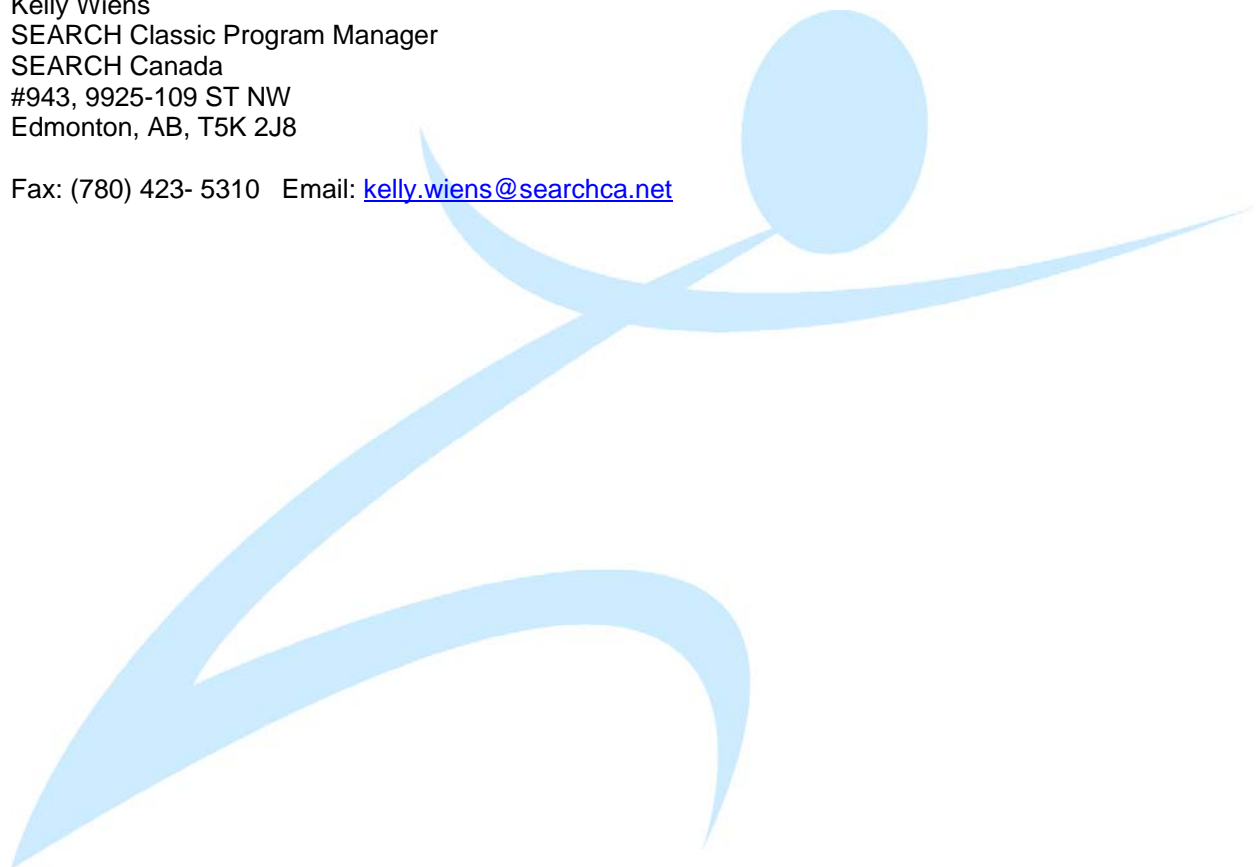 Kelly Wiens
SEARCH Classic Program Manager
SEARCH Canada
#943, 9925-109 ST NW
Edmonton, AB, T5K 2J8
Fax: (780) 423- 5310   Email: kelly.wiens@searchca.net